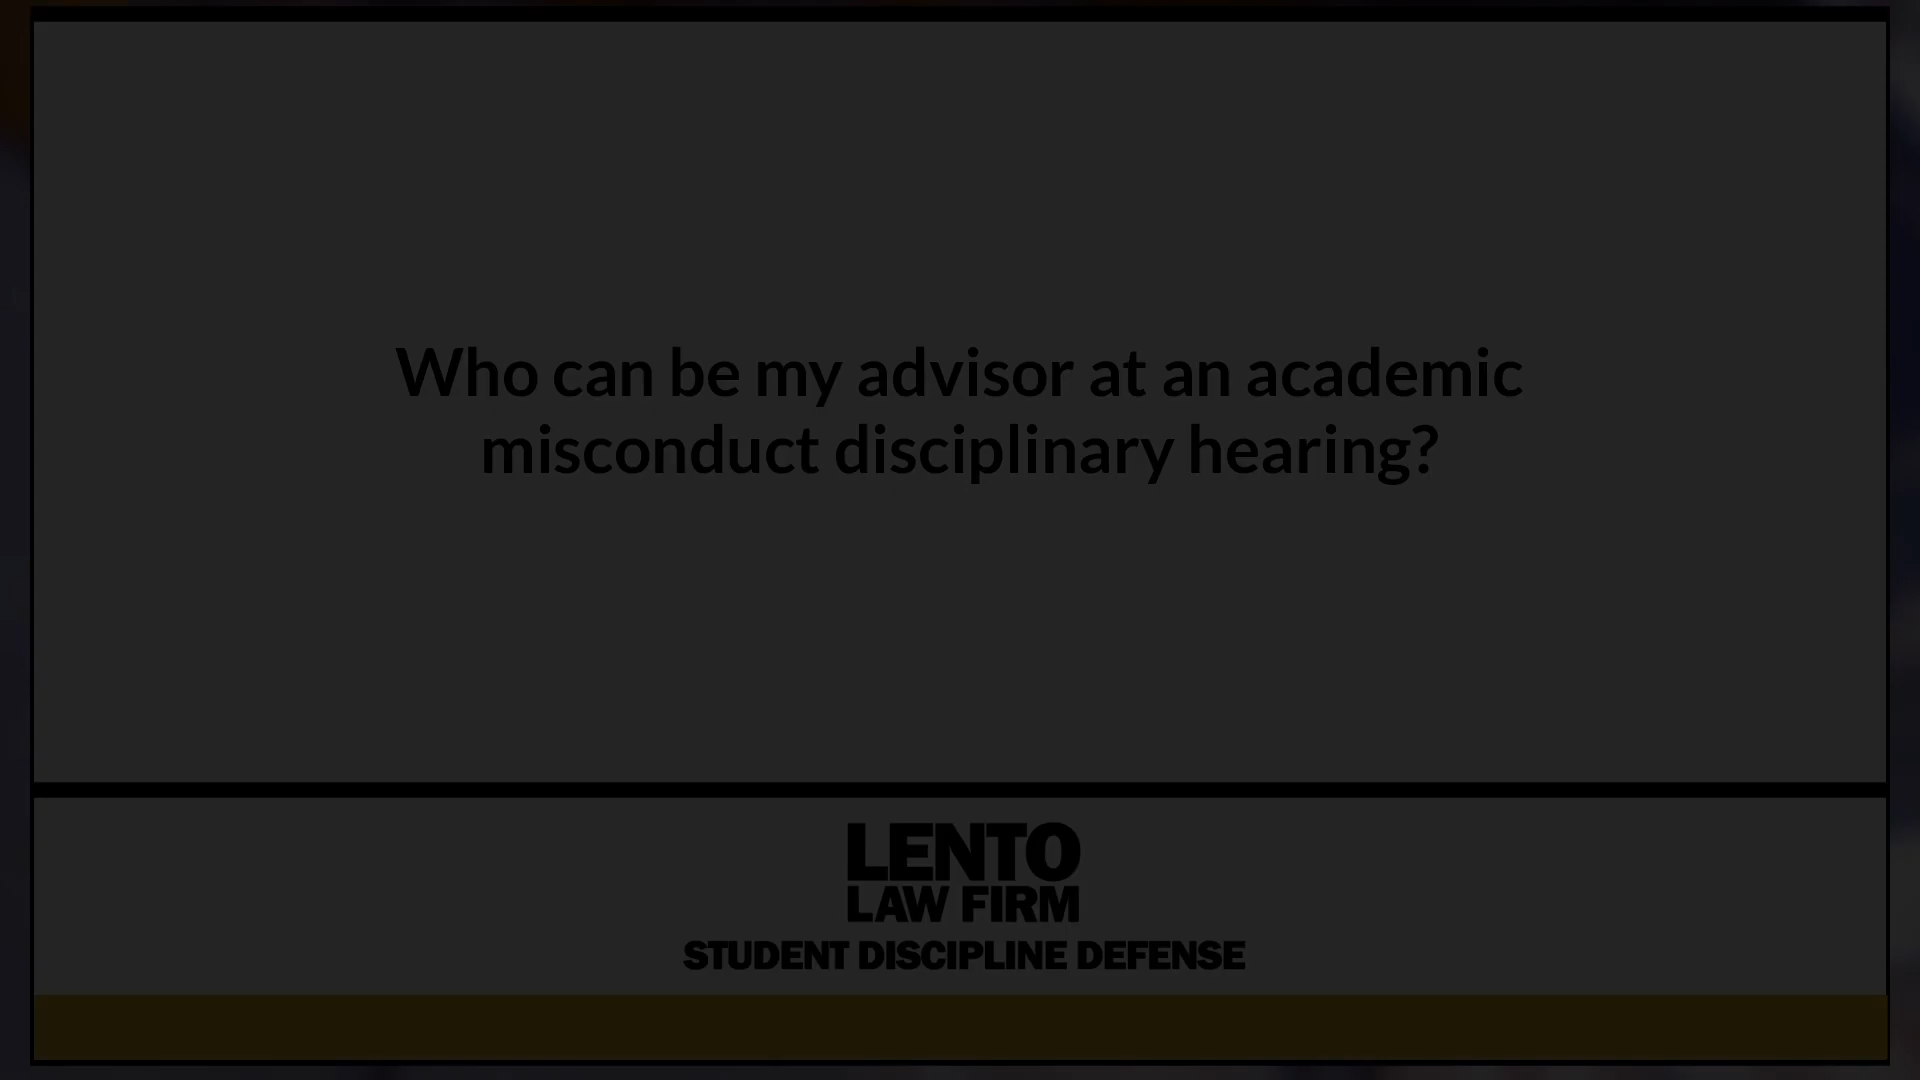 Who can be my advisor at an academic
misconduct disciplinary hearing?
LENTO
LAW FIRM
STUDENT DISCIPLINE DEFENSE